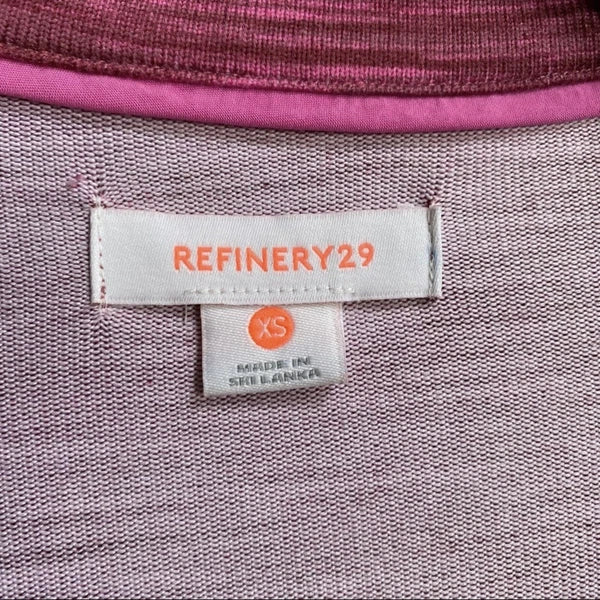 REFINERY29
XS
MADE IN
SRI LANKA